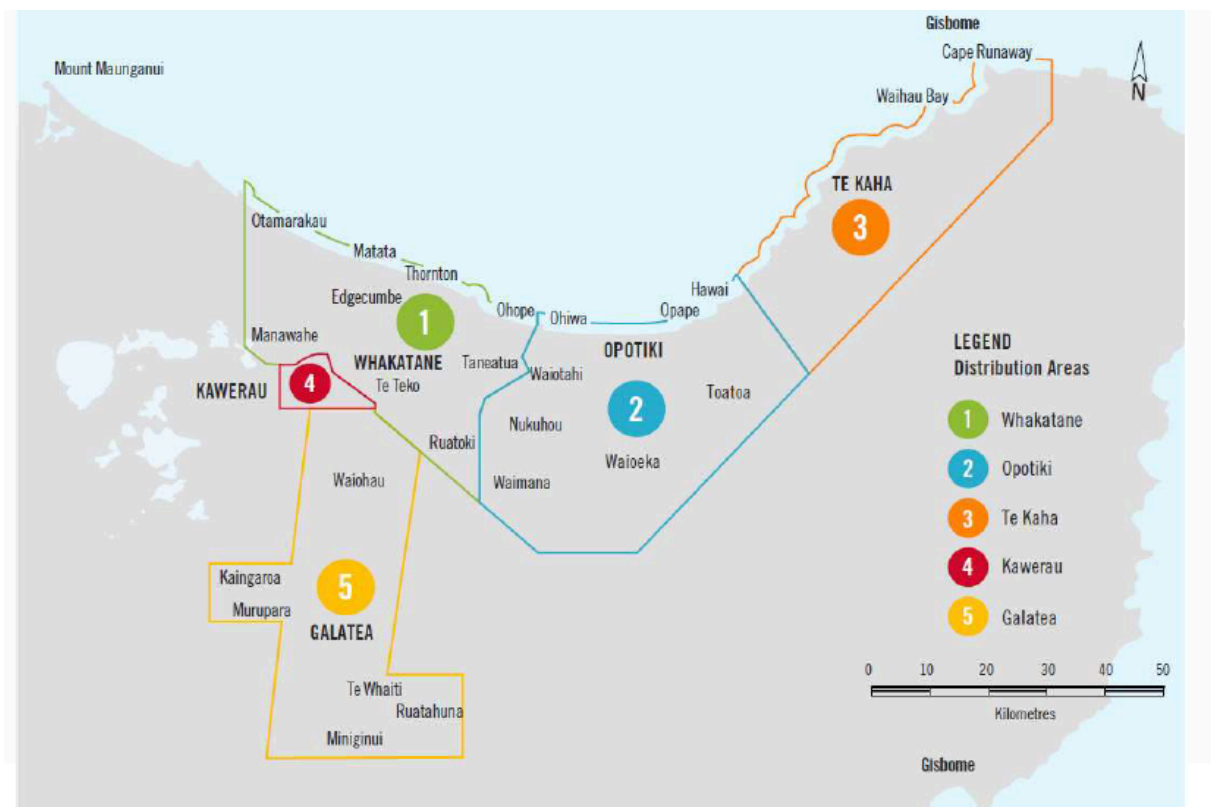 Gisbome
Cape Runaway
Mount Maunganui
N
Waihau Bay
TE KAHA
3
Otamarakau
Matata
Thornton
Hawai
Edgecumbe
1
Ohope
Ohiwa
Opape
Manawahe
WHAKATANE
Taneatua
OPOTIKI
LEGEND
Distribution Areas
KAWERAU
4
Te Teko
Waiotahi
2
Toatoa
Nukuhou
Ruatoki
Waioeka
Waiohau
Waimana
1 Whakatane
2 Opotiki
3 Te Kaha
4 Kawerau
5 Galatea
Kaingaroa
5
Murupara
GALATEA
0 10 20 30 40 50
Kilometres
Te Whaiti
Ruatahuna
Miniginui
Gisbome